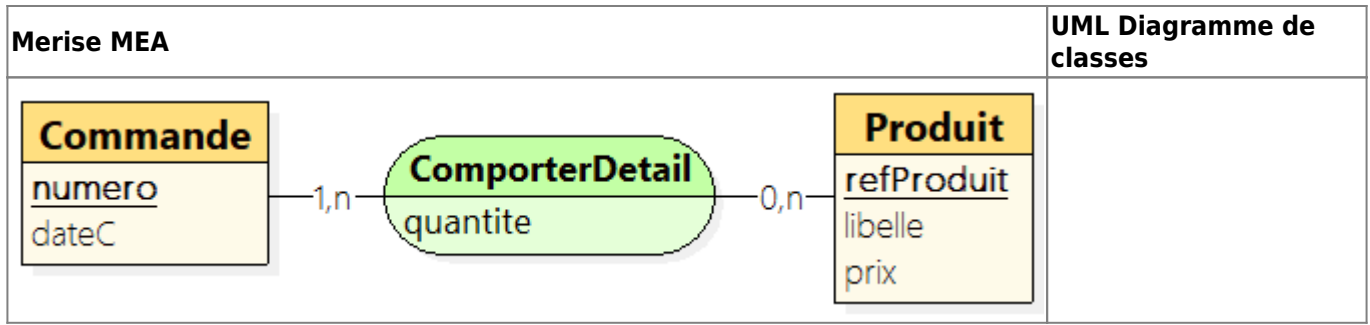 Merise MEA
UML Diagramme de
classes
Commande
numero
dateC
1,n
ComporterDetail
quantite
0,n
Produit
refProduit
libelle
prix